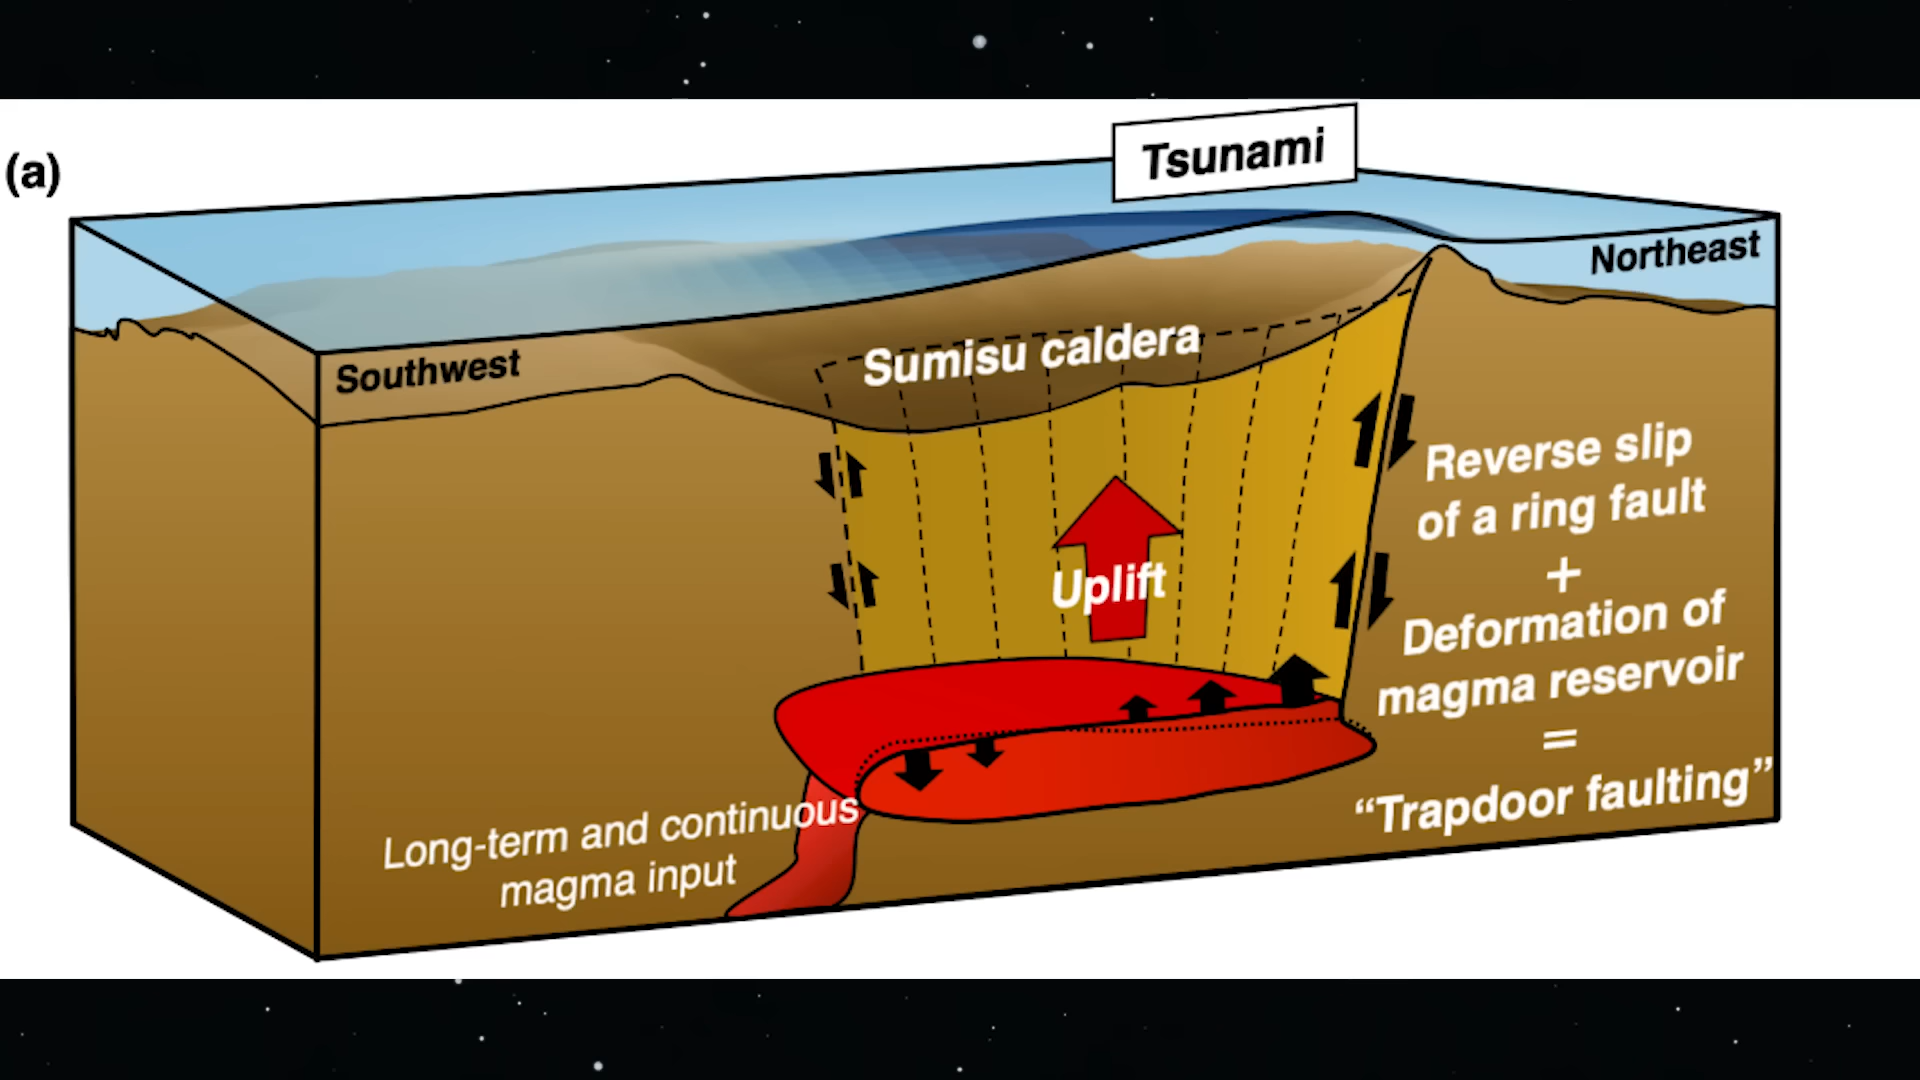 (a)
Tsunami
Northeast
Southwest
Sumisu caldera
Reverse slip
of a ring fault
+
Deformation of
magma reservoir
=
“Trapdoor faulting”
Uplift
Long-term and continuous
magma input